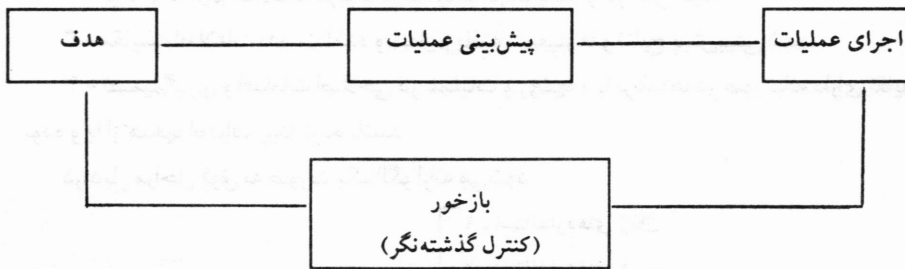 اجرای عملیات
پیش‌بینی عملیات
هدف
بازخور
(کنترل گذشته‌نگر)